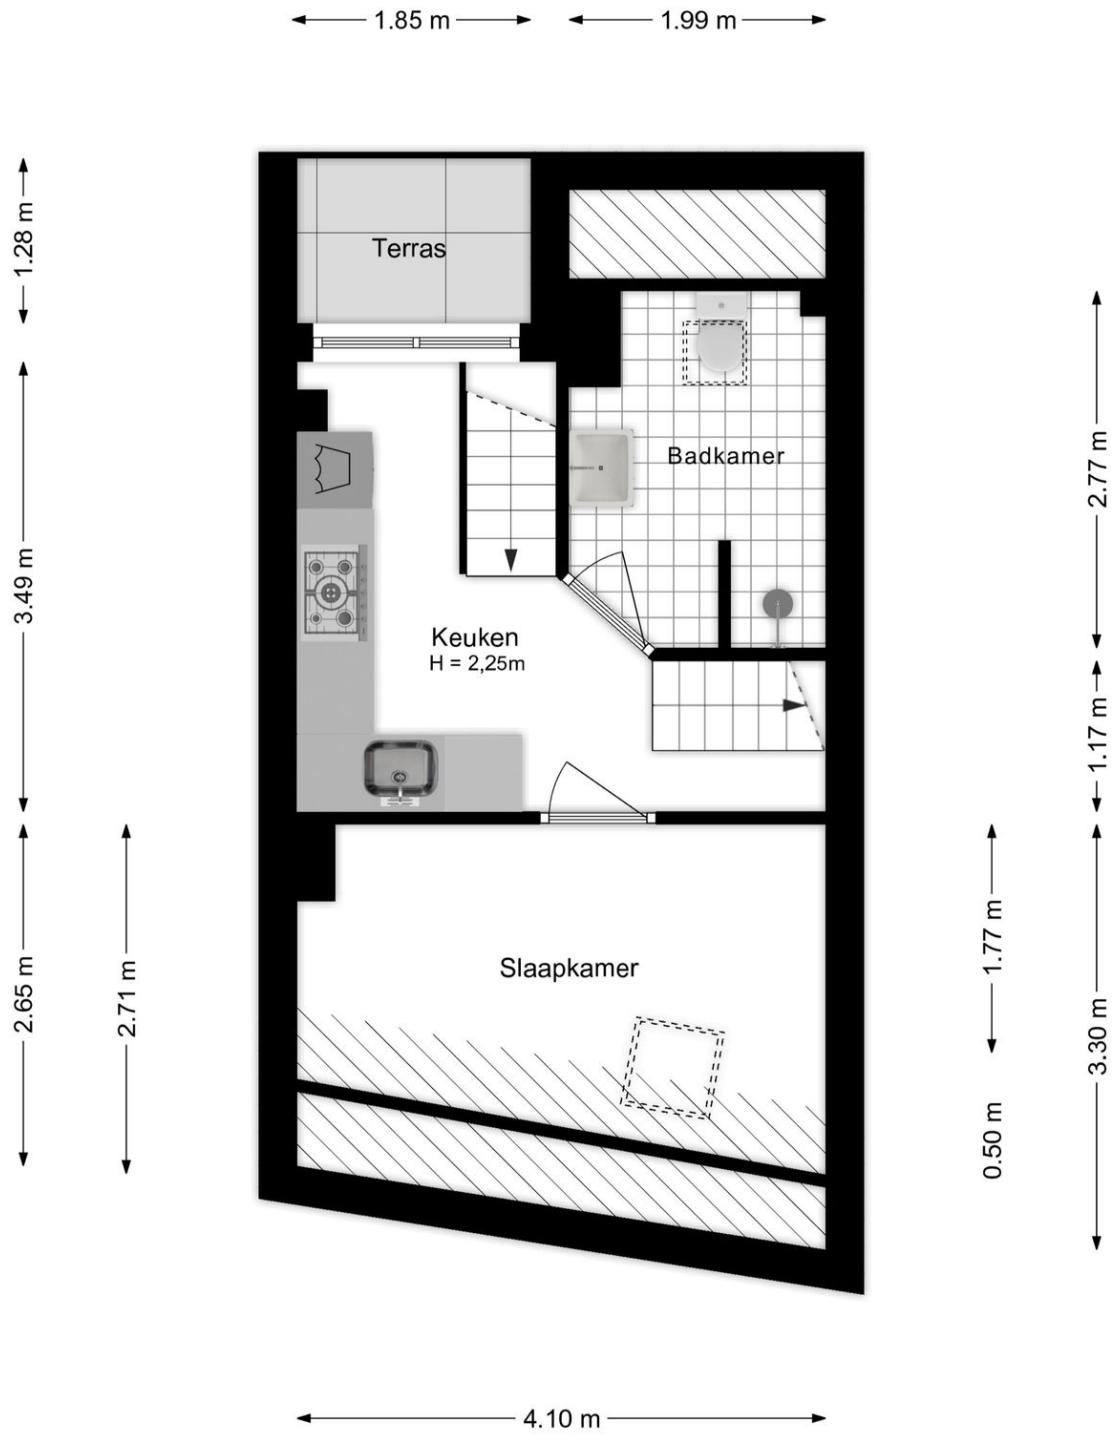 1.85 m
1.99 m
1.28 m
Terras
Badkamer
2.77 m
3.49 m
Keuken
H = 2,25m
1.17 m
2.65 m
2.71 m
Slaapkamer
1.77 m
0.50 m
3.30 m
4.10 m